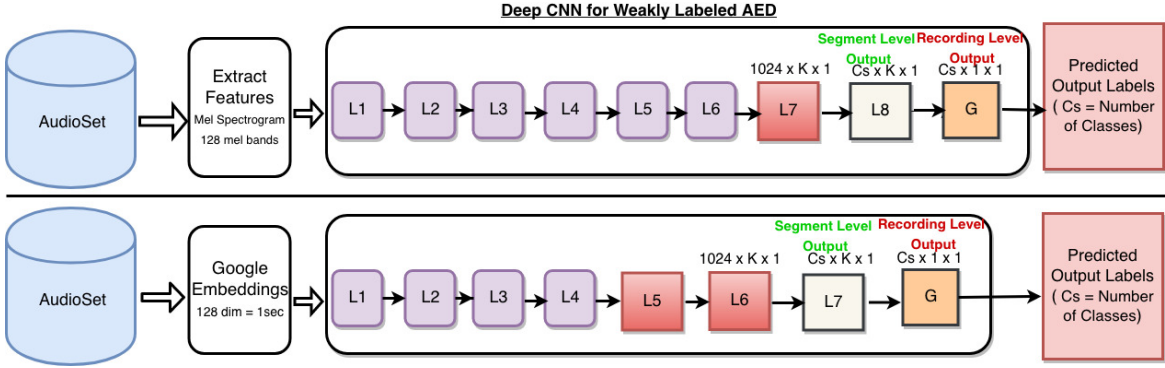 Deep CNN for Weakly Labeled AED
AudioSet
Extract
Features
Mel Spectrogram
128 mel bands
L1
L2
L3
L4
L5
L6
1024 x K x 1
L7
Segment Level
Output
Cs x K x 1
L8
Recording Level
Output
Cs x 1 x 1
G
Predicted
Output Labels
( Cs = Number
of Classes)
AudioSet
Google
Embeddings
128 dim = 1sec
L1
L2
L3
L4
L5
1024 x K x 1
L6
Segment Level
Output
Cs x K x 1
L7
Recording Level
Output
Cs x 1 x 1
G
Predicted
Output Labels
( Cs = Number
of Classes)